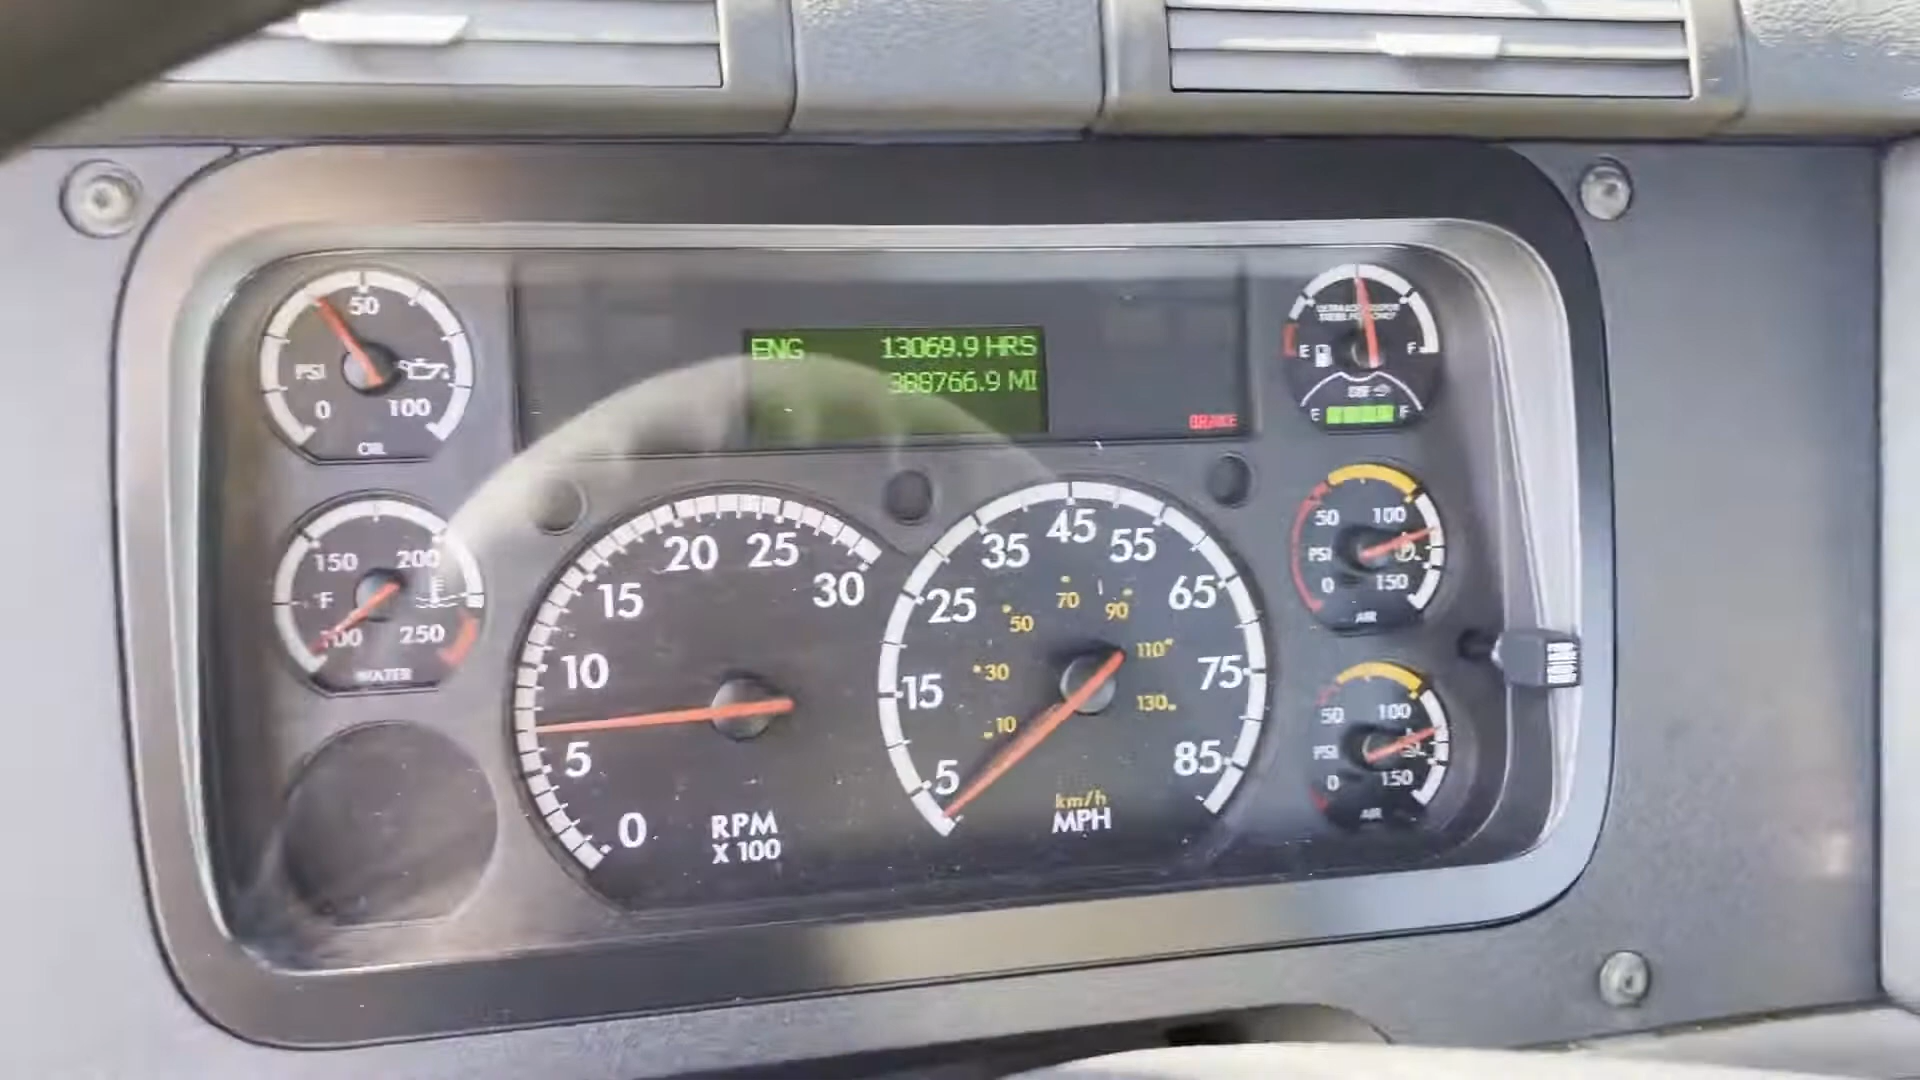 ENG 13069.9 HRS
388766.9 MI
BRAKE
50
PSI
0 100
OIL
150 200
°F
100 250
WATER
0 5 10 15 20 25 30
RPM
X 100
5 15 25 35 45 55 65 75 85
10 30 50 70 90 110 130
km/h
MPH
E F
E F
50 100
PSI
0 150
AIR
50 100
PSI
0 150
AIR